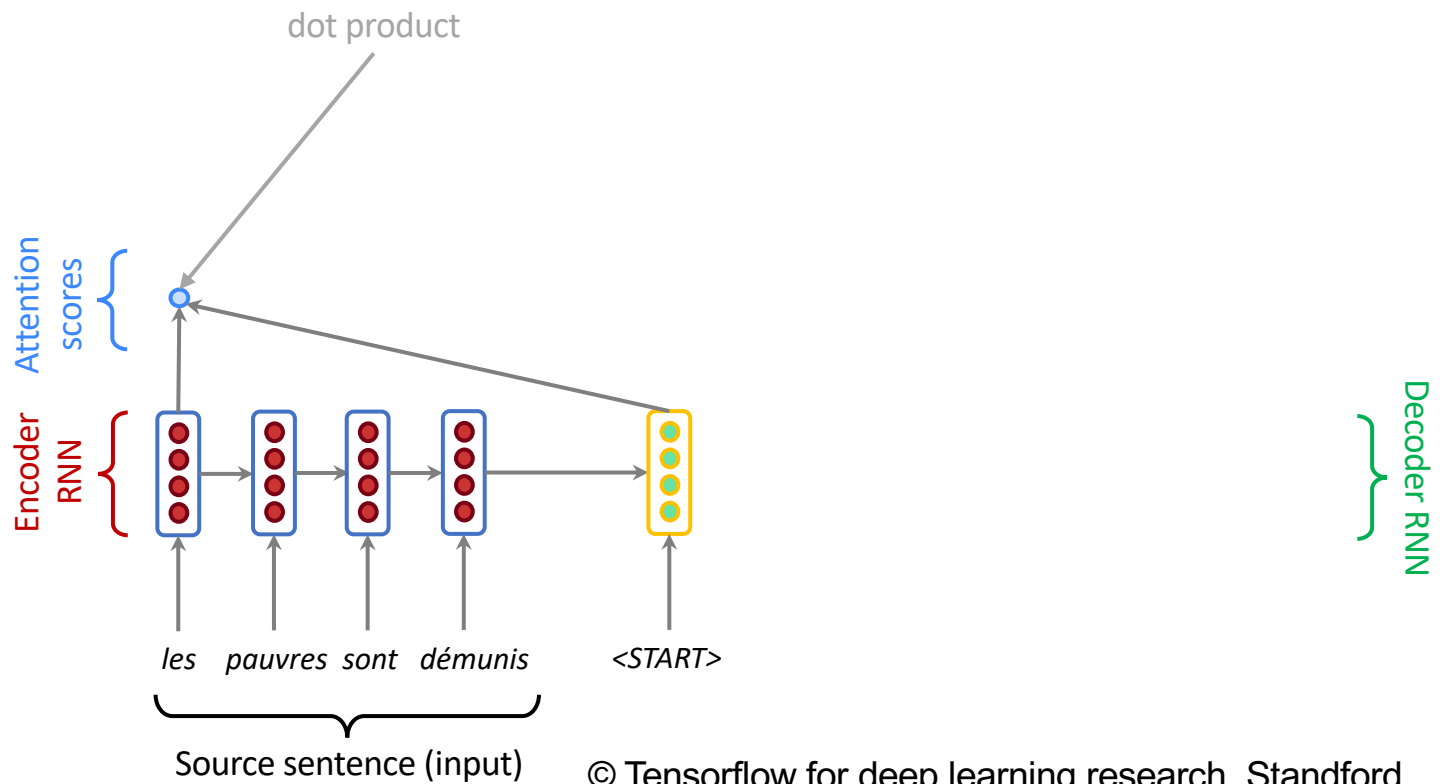 dot product
Attention
scores
Encoder
RNN
Decoder RNN
les pauvres sont démunis <START>
Source sentence (input)
© Tensorflow for deep learning research. Standford